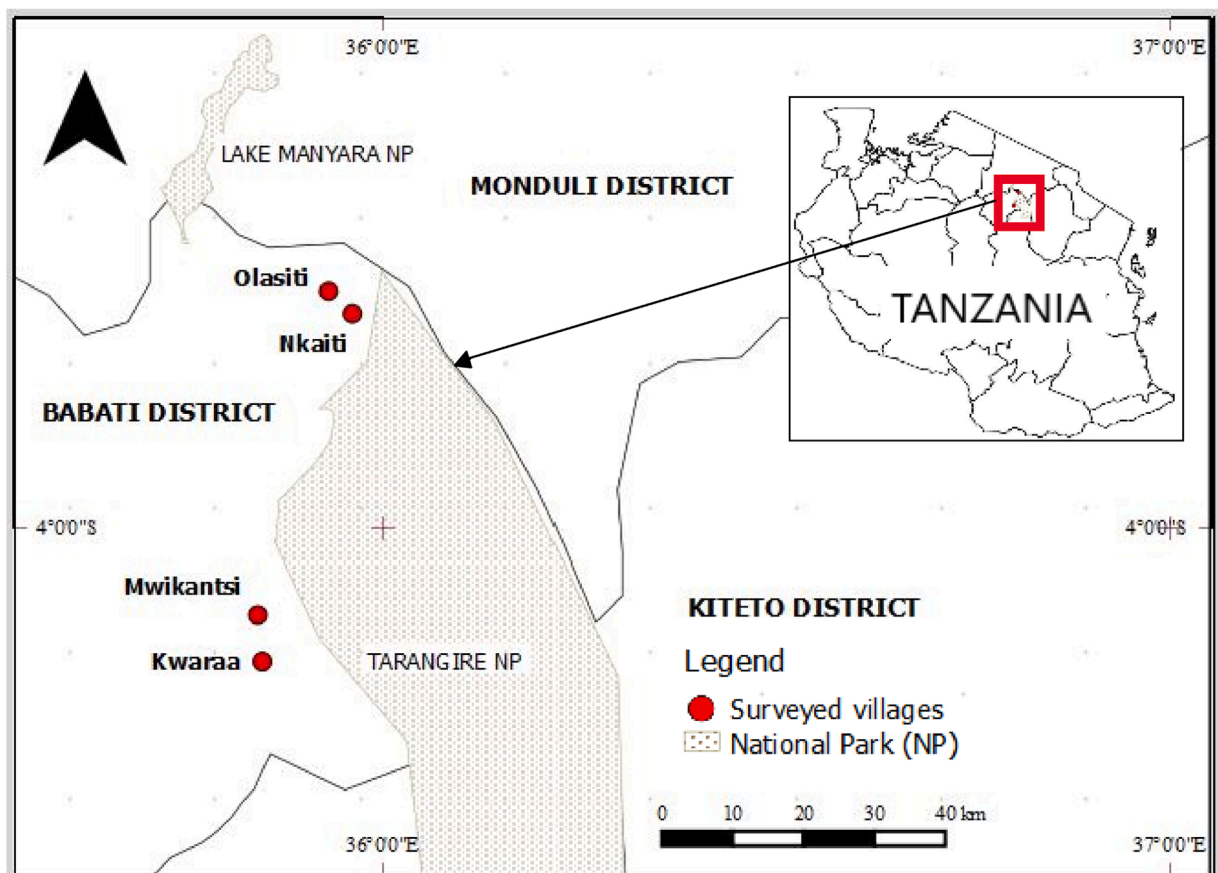 36°0'0"E
37°0'0"E
LAKE MANYARA NP
MONDULI DISTRICT
Olasiti
Nkaiti
TANZANIA
BABATI DISTRICT
4°0'0"S
4°0'0"S
Mwikantsi
KITETO DISTRICT
Kwaraa
TARANGIRE NP
Legend
Surveyed villages
National Park (NP)
0 10 20 30 40 km
36°0'0"E
37°0'0"E